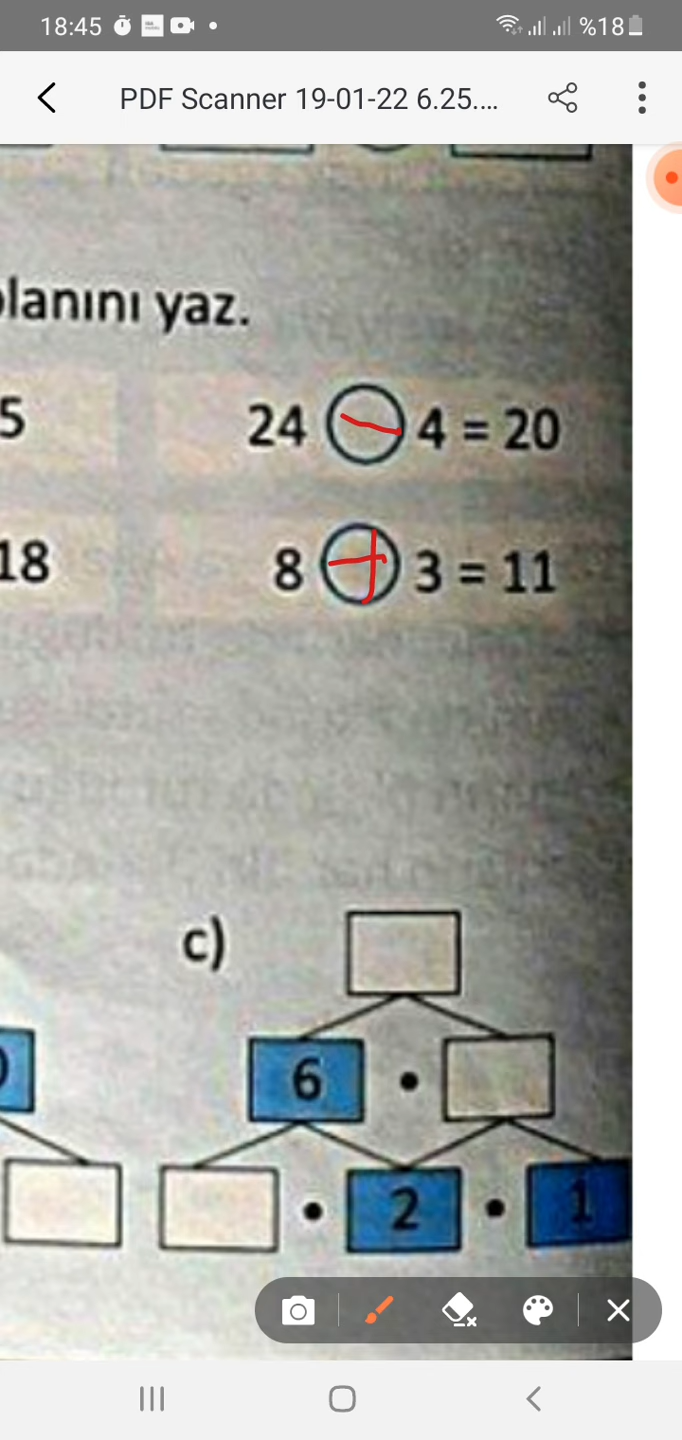 18:45 %18
PDF Scanner 19-01-22 6.25....
lanını yaz.
5 24 - 4 = 20
18 8 + 3 = 11
c)
6 •
• 2 • 1